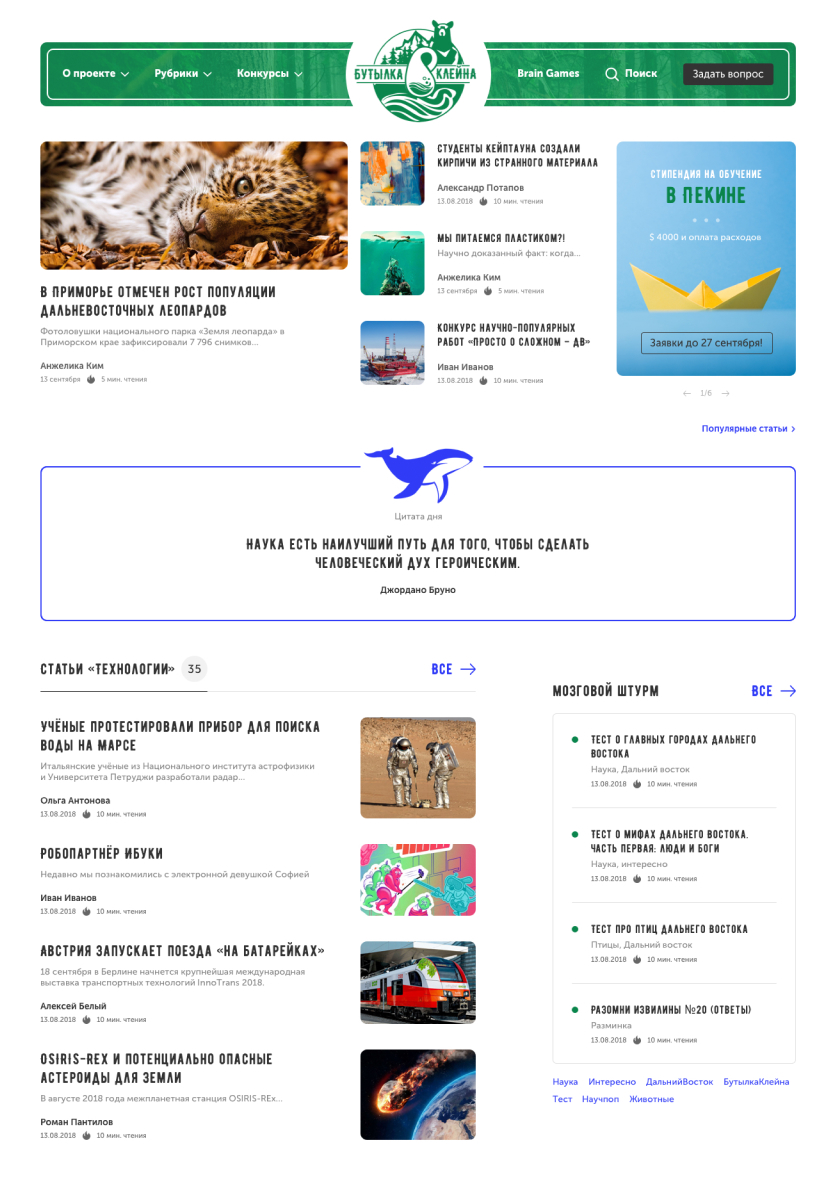 О проекте
Рубрики
Конкурсы
БУТЫЛКА КЛЕЙНА
Brain Games
Поиск
Задать вопрос
В ПРИМОРЬЕ ОТМЕЧЕН РОСТ ПОПУЛЯЦИИ
ДАЛЬНЕВОСТОЧНЫХ ЛЕОПАРДОВ
Фотоловушки национального парка «Земля леопарда» в
Приморском крае зафиксировали 7 796 снимков...
Анжелика Ким
13 сентября 5 мин. чтения
СТУДЕНТЫ КЕЙПТАУНА СОЗДАЛИ
КИРПИЧИ ИЗ СТРАННОГО МАТЕРИАЛА
Александр Потапов
13.08.2018 10 мин. чтения
МЫ ПИТАЕМСЯ ПЛАСТИКОМ?!
Научно доказанный факт: когда...
Анжелика Ким
13 сентября 5 мин. чтения
КОНКУРС НАУЧНО-ПОПУЛЯРНЫХ
РАБОТ «ПРОСТО О СЛОЖНОМ – ДВ»
Иван Иванов
13.08.2018 10 мин. чтения
СТИПЕНДИЯ НА ОБУЧЕНИЕ
В ПЕКИНЕ
$ 4000 и оплата расходов
Заявки до 27 сентября!
1/6
Популярные статьи
Цитата дня
НАУКА ЕСТЬ НАИЛУЧШИЙ ПУТЬ ДЛЯ ТОГО, ЧТОБЫ СДЕЛАТЬ
ЧЕЛОВЕЧЕСКИЙ ДУХ ГЕРОИЧЕСКИМ.
Джордано Бруно
СТАТЬИ «ТЕХНОЛОГИИ» 35
ВСЕ
УЧЁНЫЕ ПРОТЕСТИРОВАЛИ ПРИБОР ДЛЯ ПОИСКА
ВОДЫ НА МАРСЕ
Итальянские учёные из Национального института астрофизики
и Университета Петруджи разработали радар...
Ольга Антонова
13.08.2018 10 мин. чтения
РОБОПАРТНЁР ИБУКИ
Недавно мы познакомились с электронной девушкой Софией
Иван Иванов
13.08.2018 10 мин. чтения
АВСТРИЯ ЗАПУСКАЕТ ПОЕЗДА «НА БАТАРЕЙКАХ»
18 сентября в Берлине начнется крупнейшая международная
выставка транспортных технологий InnoTrans 2018.
Алексей Белый
13.08.2018 10 мин. чтения
OSIRIS-REX И ПОТЕНЦИАЛЬНО ОПАСНЫЕ
АСТЕРОИДЫ ДЛЯ ЗЕМЛИ
В августе 2018 года межпланетная станция OSIRIS-REx...
Роман Пантилов
13.08.2018 10 мин. чтения
МОЗГОВОЙ ШТУРМ
ВСЕ
ТЕСТ О ГЛАВНЫХ ГОРОДАХ ДАЛЬНЕГО
ВОСТОКА
Наука, Дальний восток
13.08.2018 10 мин. чтения
ТЕСТ О МИФАХ ДАЛЬНЕГО ВОСТОКА.
ЧАСТЬ ПЕРВАЯ: ЛЮДИ И БОГИ
Наука, интересно
13.08.2018 10 мин. чтения
ТЕСТ ПРО ПТИЦ ДАЛЬНЕГО ВОСТОКА
Птицы, Дальний восток
13.08.2018 10 мин. чтения
РАЗОМНИ ИЗВИЛИНЫ №20 (ОТВЕТЫ)
Разминка
13.08.2018 10 мин. чтения
Наука Интересно ДальнийВосток БутылкаКлейна
Тест Научпоп Животные